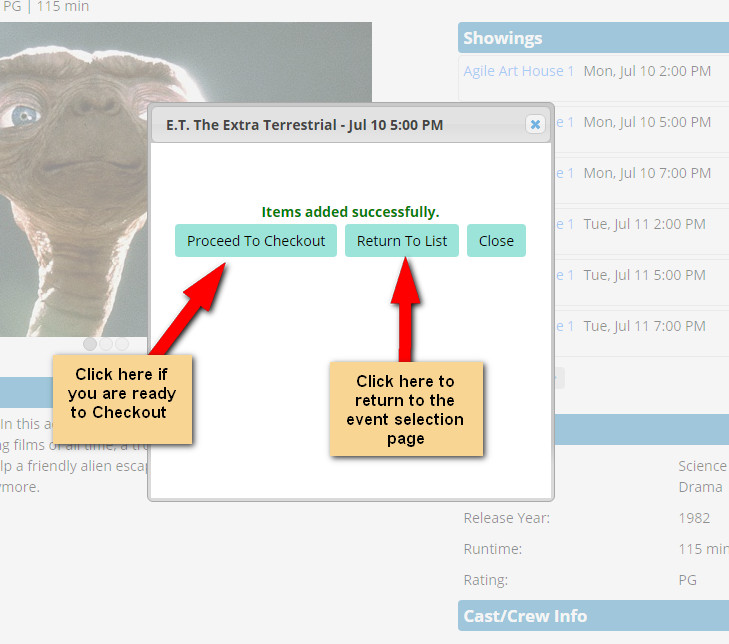 PG | 115 min
Showings
Agile Art House 1 Mon, Jul 10 2:00 PM
e 1 Mon, Jul 10 5:00 PM
e 1 Mon, Jul 10 7:00 PM
e 1 Tue, Jul 11 2:00 PM
e 1 Tue, Jul 11 5:00 PM
e 1 Tue, Jul 11 7:00 PM
E.T. The Extra Terrestrial - Jul 10 5:00 PM
Items added successfully.
Proceed To Checkout
Return To List
Close
Click here if
you are ready
to Checkout
Click here to
return to the
event selection
page
In this a
g films of all time, a tro
lp a friendly alien escap
ymore.
Science
Drama
Release Year: 1982
Runtime: 115 min
Rating: PG
Cast/Crew Info